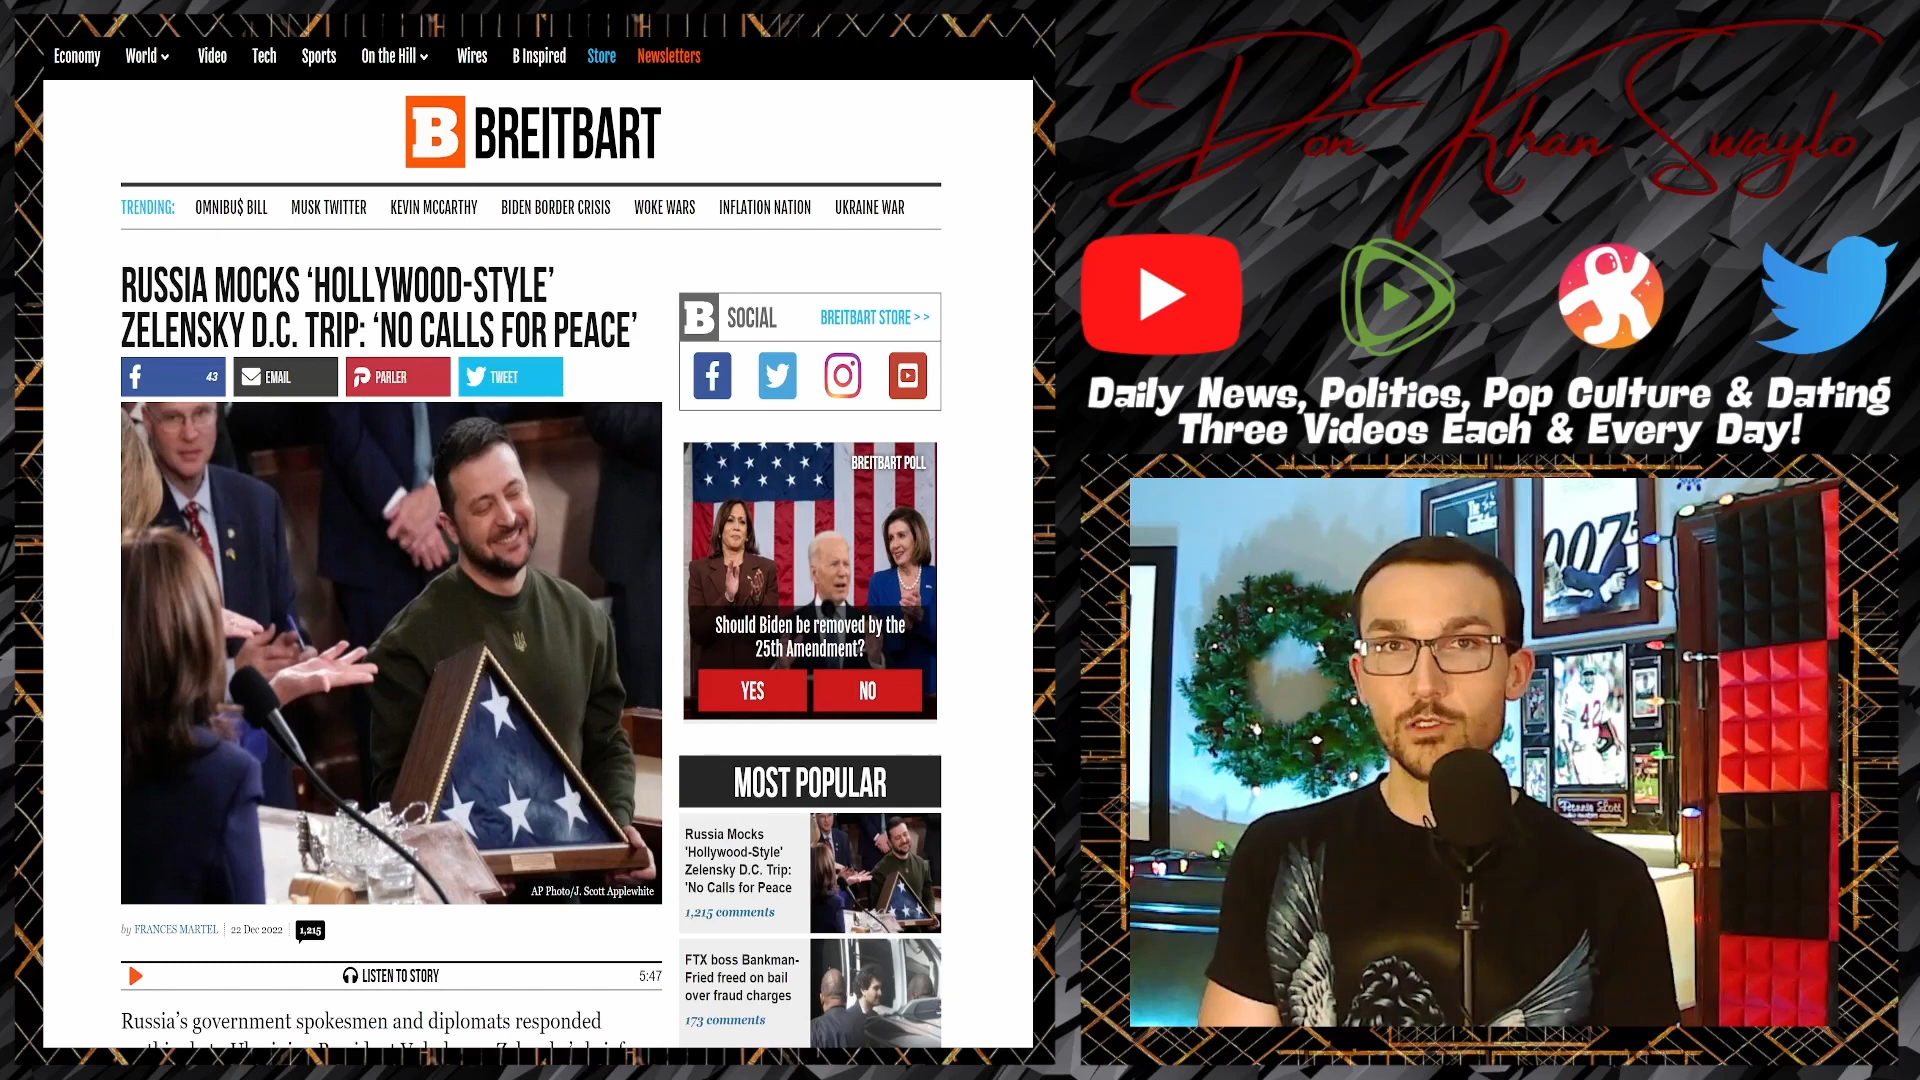 Economy World Video Tech Sports On the Hill Wires B Inspired Store Newsletters
B BREITBART
TRENDING: OMNIBU$ BILL MUSK TWITTER KEVIN MCCARTHY BIDEN BORDER CRISIS WOKE WARS INFLATION NATION UKRAINE WAR
RUSSIA MOCKS ‘HOLLYWOOD-STYLE’
ZELENSKY D.C. TRIP: ‘NO CALLS FOR PEACE’
43 EMAIL PARLER TWEET
AP Photo/J. Scott Applewhite
by FRANCES MARTEL 22 Dec 2022 1,215
LISTEN TO STORY 5:47
Russia’s government spokesmen and diplomats responded
B SOCIAL BREITBART STORE >>
BREITBART POLL
Should Biden be removed by the
25th Amendment?
YES NO
MOST POPULAR
Russia Mocks
'Hollywood-Style'
Zelensky D.C. Trip:
'No Calls for Peace
1,215 comments
FTX boss Bankman-
Fried freed on bail
over fraud charges
173 comments
Don Khan Swaylo
Daily News, Politics, Pop Culture & Dating
Three Videos Each & Every Day!
007
42